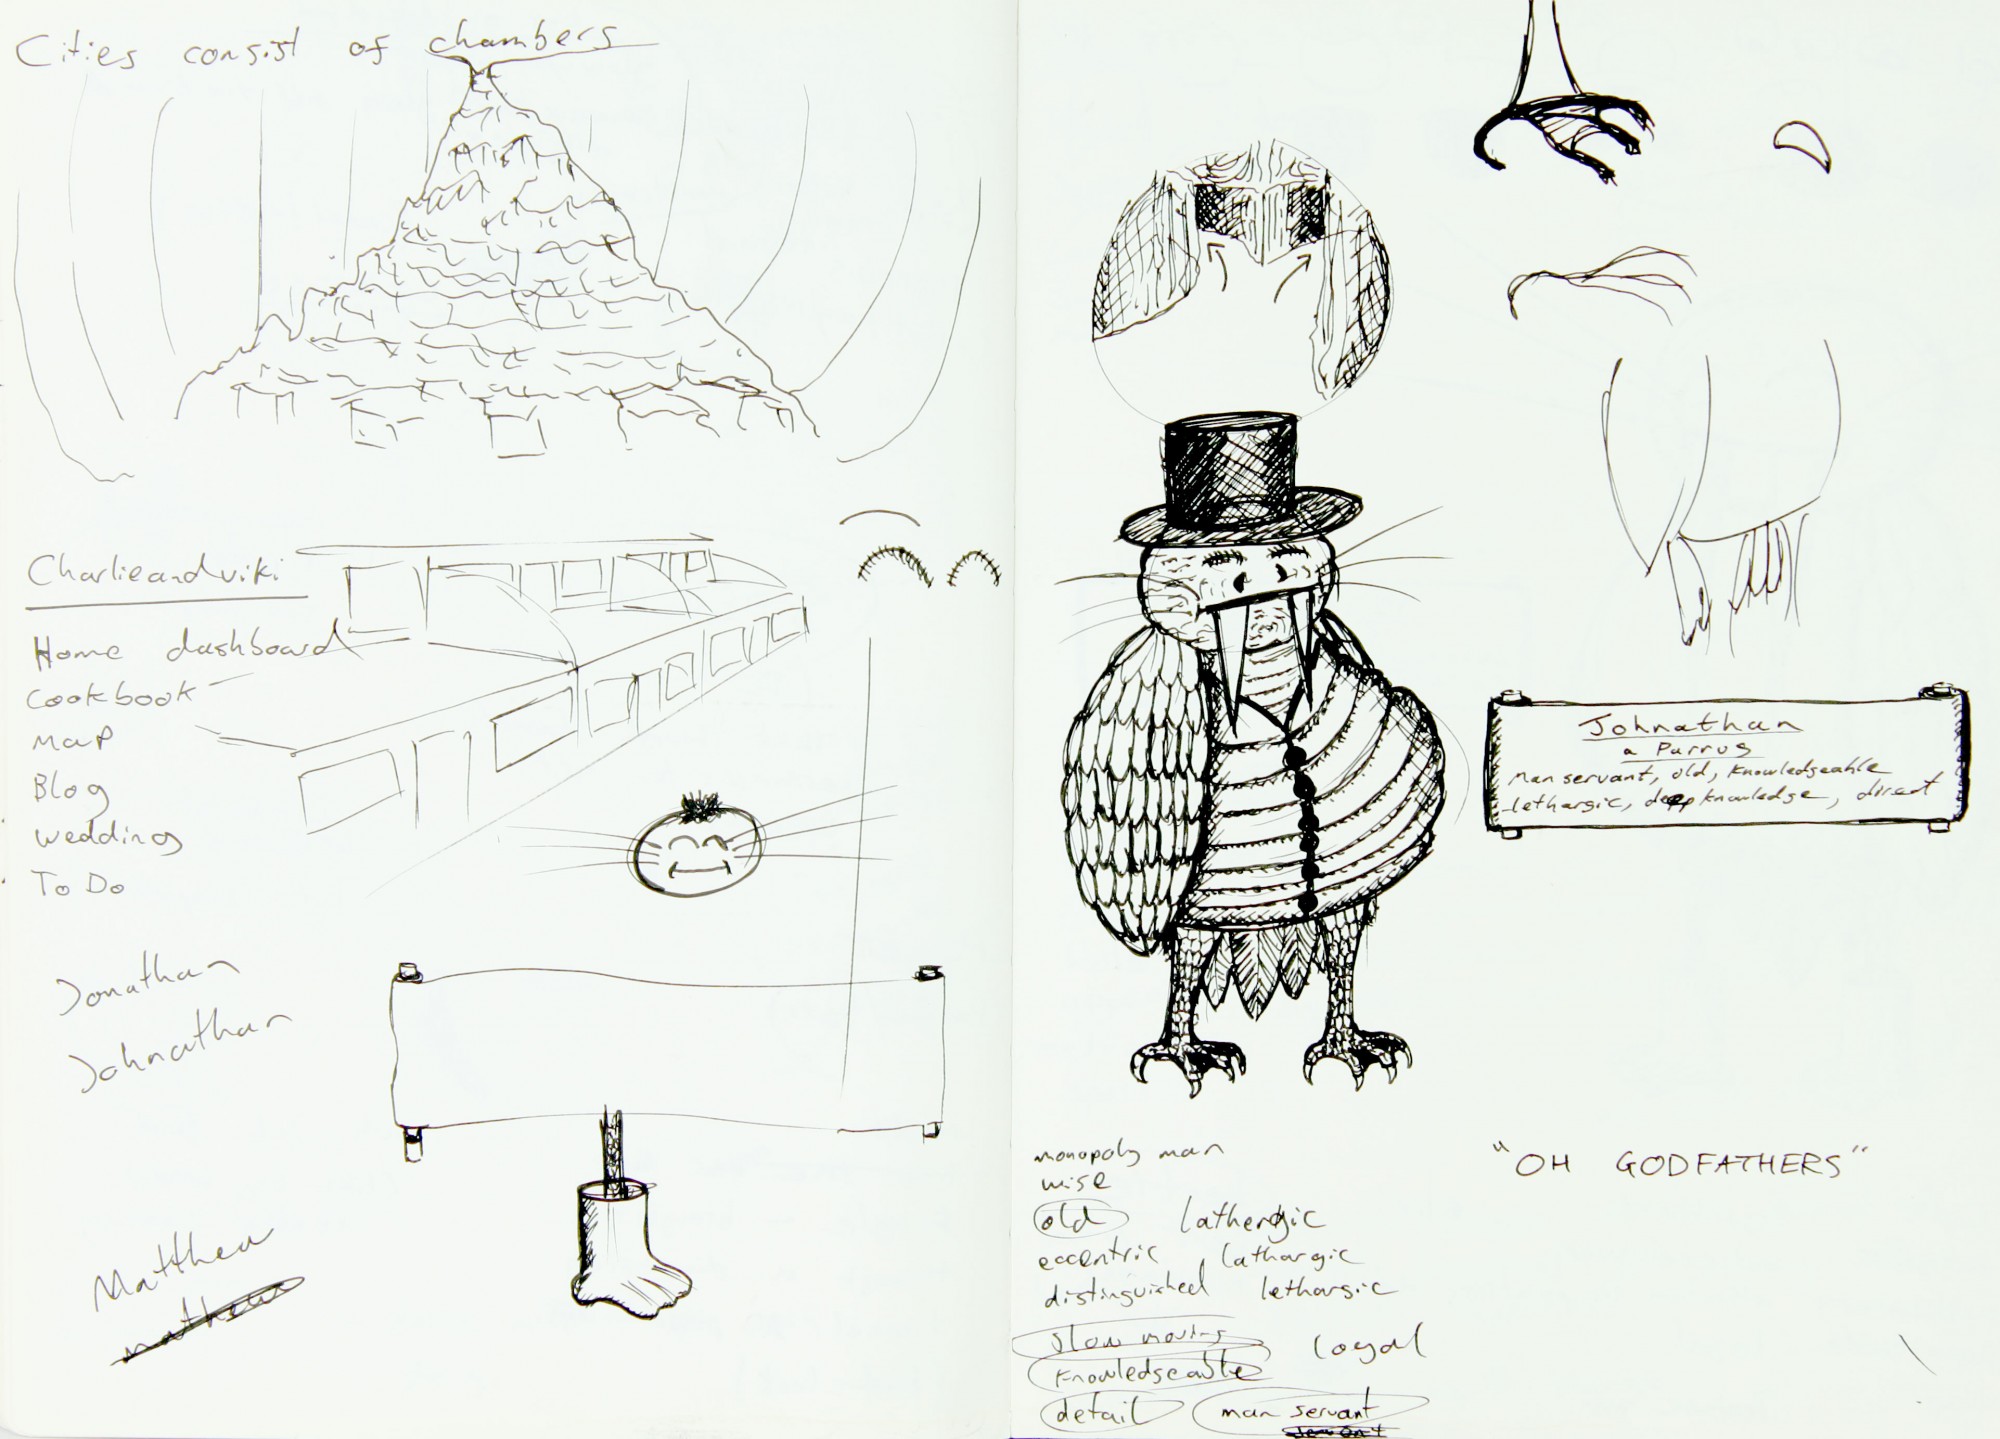 Cities consist of chambers
Charlieandviki
Home dashboard
Cookbook
Map
Blog
wedding
To Do
Jonathan
Johnathan
Matthew
mathew
Johnathan
a Parrus
Man servant, old, knowledgeable
lethargic, deep knowledge, direct
monopoly man
wise
old lathergic
eccentric lathargic
distinguished lethargic
slow moving loyal
knowledgeable
detail man servant
"OH GODFATHERS"